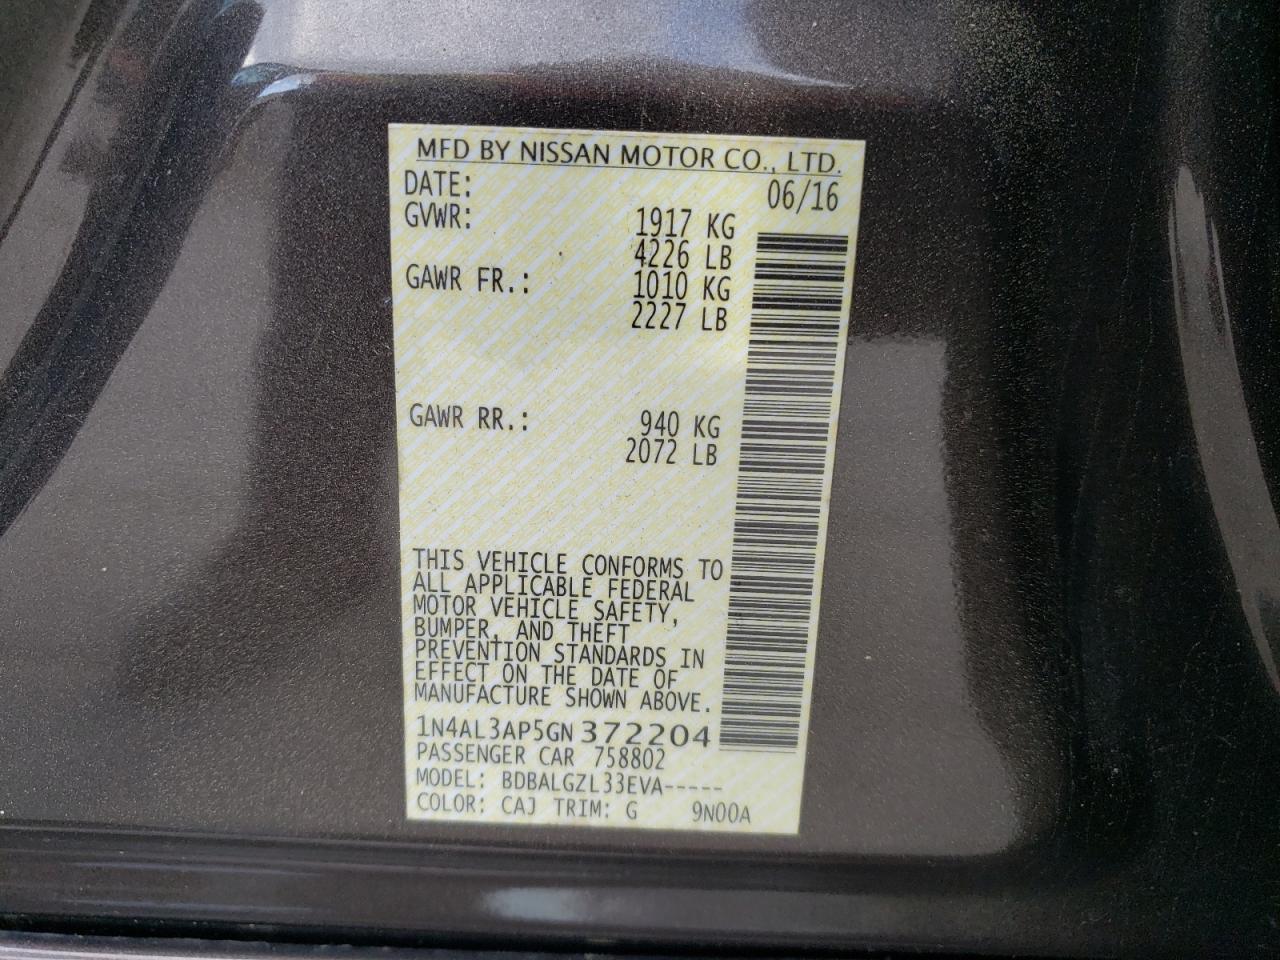 MFD BY NISSAN MOTOR CO., LTD.
DATE: 06/16
GVWR: 1917 KG
4226 LB
GAWR FR.: 1010 KG
2227 LB
GAWR RR.: 940 KG
2072 LB
THIS VEHICLE CONFORMS TO
ALL APPLICABLE FEDERAL
MOTOR VEHICLE SAFETY,
BUMPER, AND THEFT
PREVENTION STANDARDS IN
EFFECT ON THE DATE OF
MANUFACTURE SHOWN ABOVE.
1N4AL3AP5GN372204
PASSENGER CAR 758802
MODEL: BDBALGZL33EVA-----
COLOR: CAJ TRIM: G 9N00A